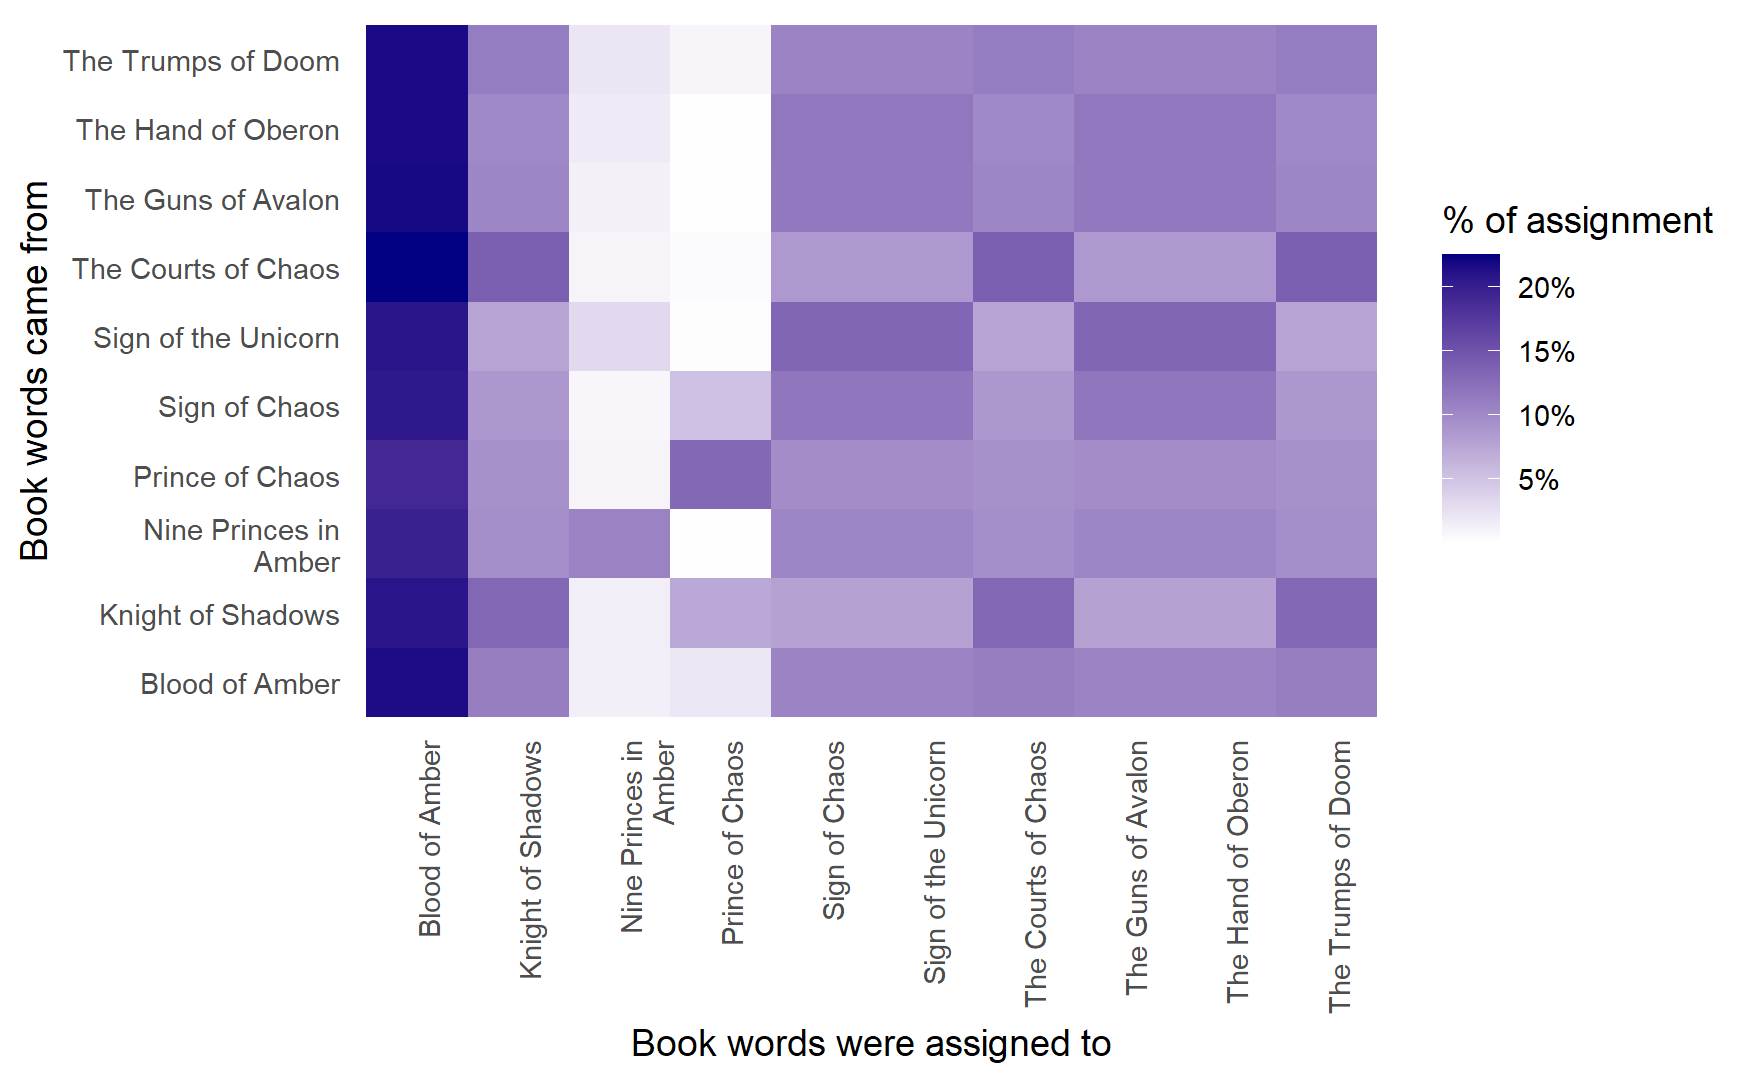 The Trumps of Doom
The Hand of Oberon
The Guns of Avalon
The Courts of Chaos
Sign of the Unicorn
Sign of Chaos
Prince of Chaos
Nine Princes in
Amber
Knight of Shadows
Blood of Amber
Book words came from
Blood of Amber
Knight of Shadows
Nine Princes in
Amber
Prince of Chaos
Sign of Chaos
Sign of the Unicorn
The Courts of Chaos
The Guns of Avalon
The Hand of Oberon
The Trumps of Doom
Book words were assigned to
% of assignment
20%
15%
10%
5%